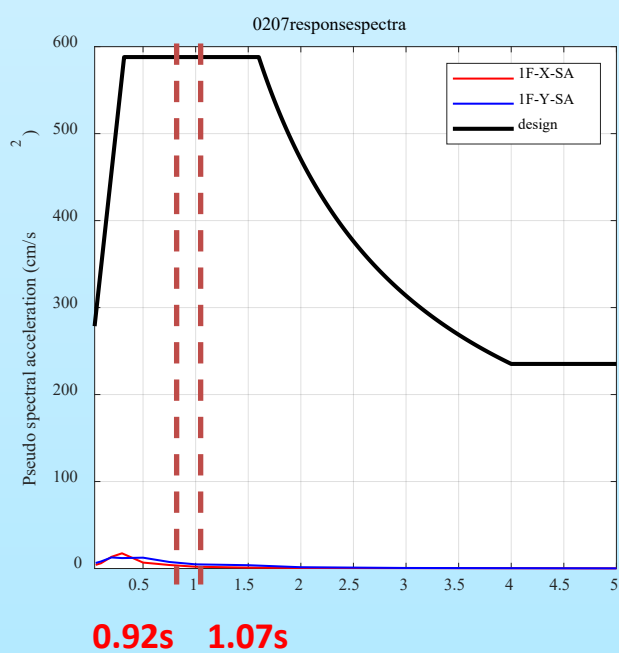 0207responsespectra
600
500
400
300
200
100
0
Pseudo spectral acceleration (cm/s
2
)
1F-X-SA
1F-Y-SA
design
0.5 1 1.5 2 2.5 3 3.5 4 4.5 5
0.92s 1.07s